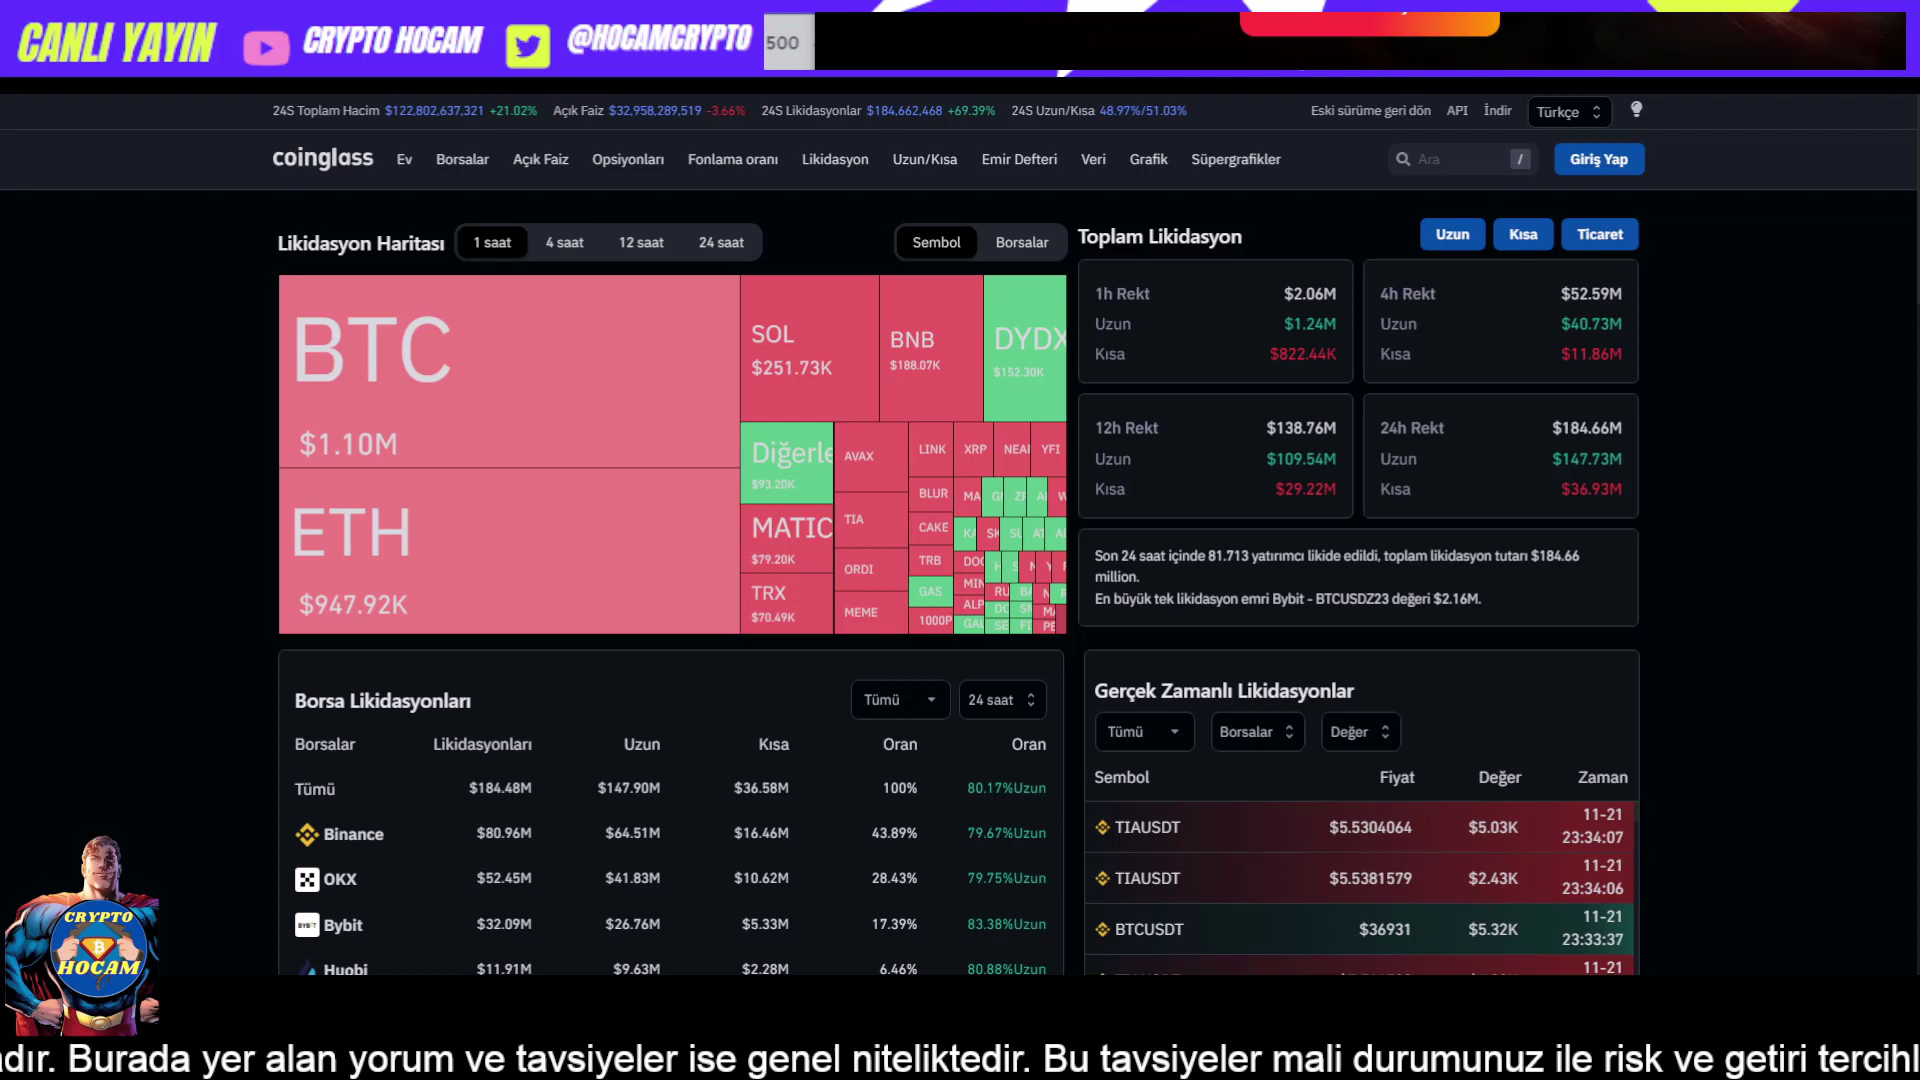 CANLI YAYIN CRYPTO HOCAM @HOCAMCRYPTO 500
24S Toplam Hacim $122,802,637,321 +21.02% Açık Faiz $32,958,289,519 -3.66% 24S Likidasyonlar $184,662,468 +69.39% 24S Uzun/Kısa 48.97%/51.03% Eski sürüme geri dön API İndir Türkçe
coinglass Ev Borsalar Açık Faiz Opsiyonları Fonlama oranı Likidasyon Uzun/Kısa Emir Defteri Veri Grafik Süpergrafikler Ara / Giriş Yap
Likidasyon Haritası 1 saat 4 saat 12 saat 24 saat Sembol Borsalar
BTC
$1.10M
ETH
$947.92K
SOL
$251.73K
BNB
$188.07K
DYDX
$152.30K
Diğerle
$93.20K
MATIC
$79.20K
TRX
$70.49K
AVAX
TIA
ORDI
MEME
LINK XRP NEAI YFI
BLUR MA
CAKE SK
TRB DOG
GAS MIN RU
ALP
1000P GAL SE FI PE
Toplam Likidasyon Uzun Kısa Ticaret
1h Rekt $2.06M
Uzun $1.24M
Kısa $822.44K
4h Rekt $52.59M
Uzun $40.73M
Kısa $11.86M
12h Rekt $138.76M
Uzun $109.54M
Kısa $29.22M
24h Rekt $184.66M
Uzun $147.73M
Kısa $36.93M
Son 24 saat içinde 81.713 yatırımcı likide edildi, toplam likidasyon tutarı $184.66
million.
En büyük tek likidasyon emri Bybit - BTCUSDZ23 değeri $2.16M.
Borsa Likidasyonları Tümü 24 saat
Borsalar Likidasyonları Uzun Kısa Oran Oran
Tümü $184.48M $147.90M $36.58M 100% 80.17%Uzun
Binance $80.96M $64.51M $16.46M 43.89% 79.67%Uzun
OKX $52.45M $41.83M $10.62M 28.43% 79.75%Uzun
Bybit $32.09M $26.76M $5.33M 17.39% 83.38%Uzun
Huobi $11.91M $9.63M $2.28M 6.46% 80.88%Uzun
Gerçek Zamanlı Likidasyonlar
Tümü Borsalar Değer
Sembol Fiyat Değer Zaman
TIAUSDT $5.5304064 $5.03K 11-21
23:34:07
TIAUSDT $5.5381579 $2.43K 11-21
23:34:06
BTCUSDT $36931 $5.32K 11-21
23:33:37
11-21
CRYPTO
HOCAM
adır. Burada yer alan yorum ve tavsiyeler ise genel niteliktedir. Bu tavsiyeler mali durumunuz ile risk ve getiri tercihl